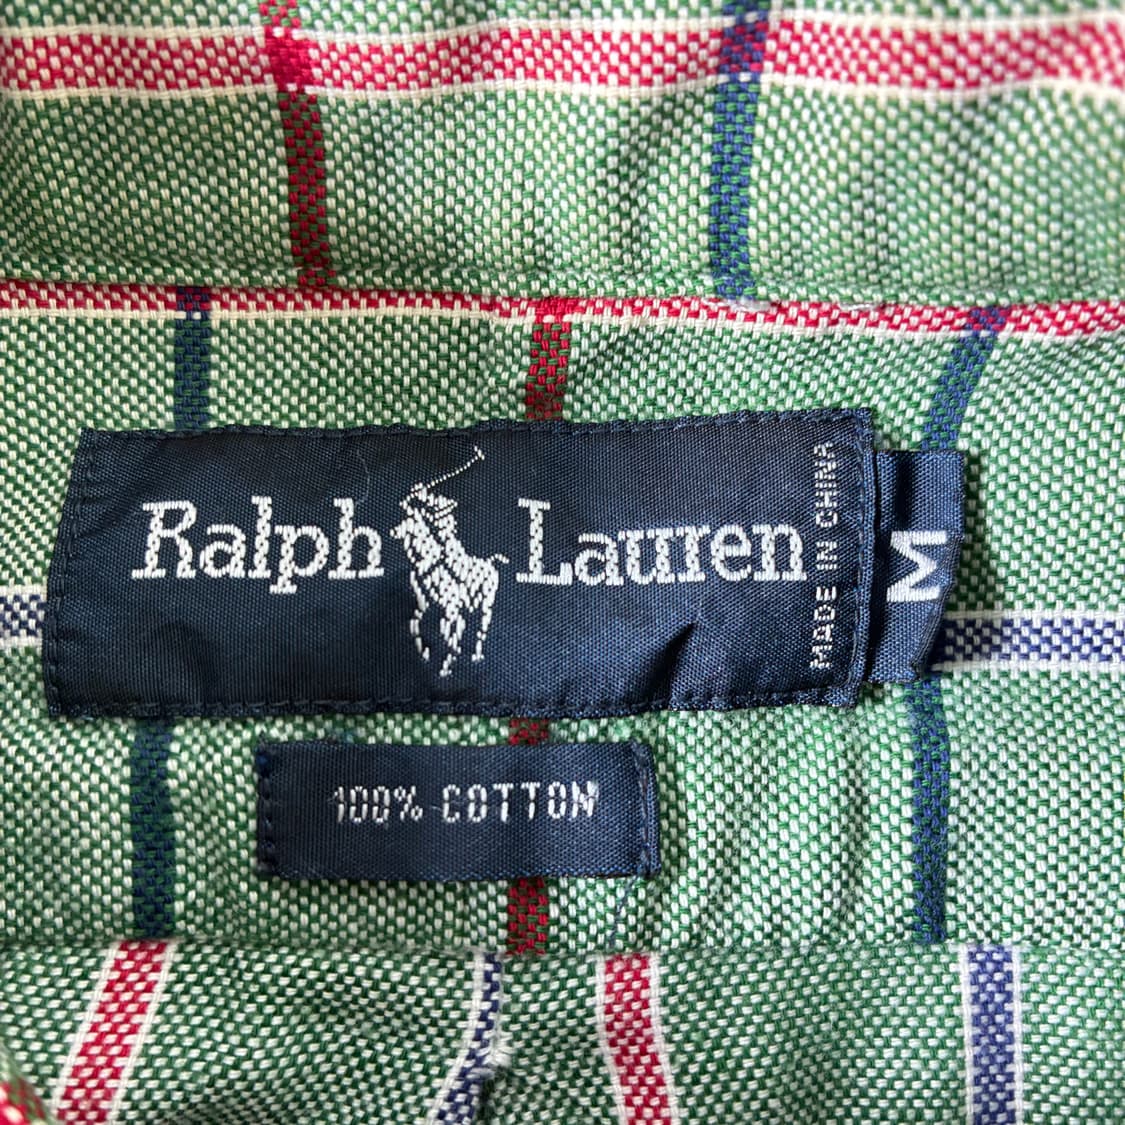 Ralph Lauren
MADE IN CHINA
M
100% COTTON